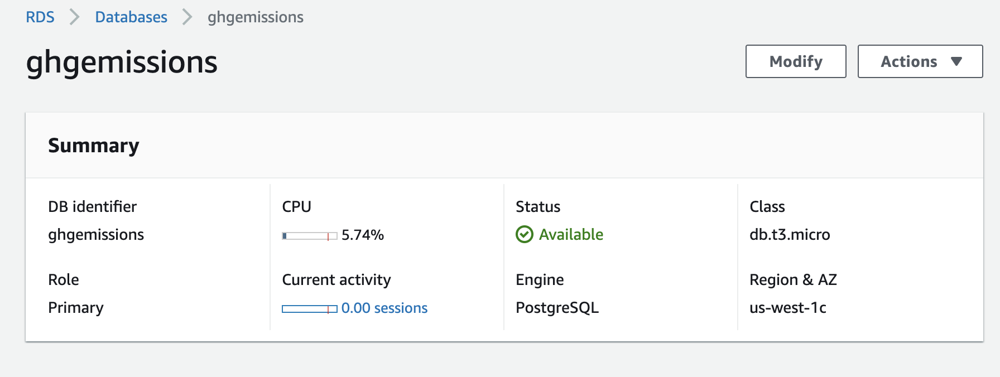 RDS > Databases > ghgemissions
ghgemissions
Modify
Actions
Summary
DB identifier
ghgemissions
CPU
5.74%
Status
Available
Class
db.t3.micro
Role
Primary
Current activity
0.00 sessions
Engine
PostgreSQL
Region & AZ
us-west-1c